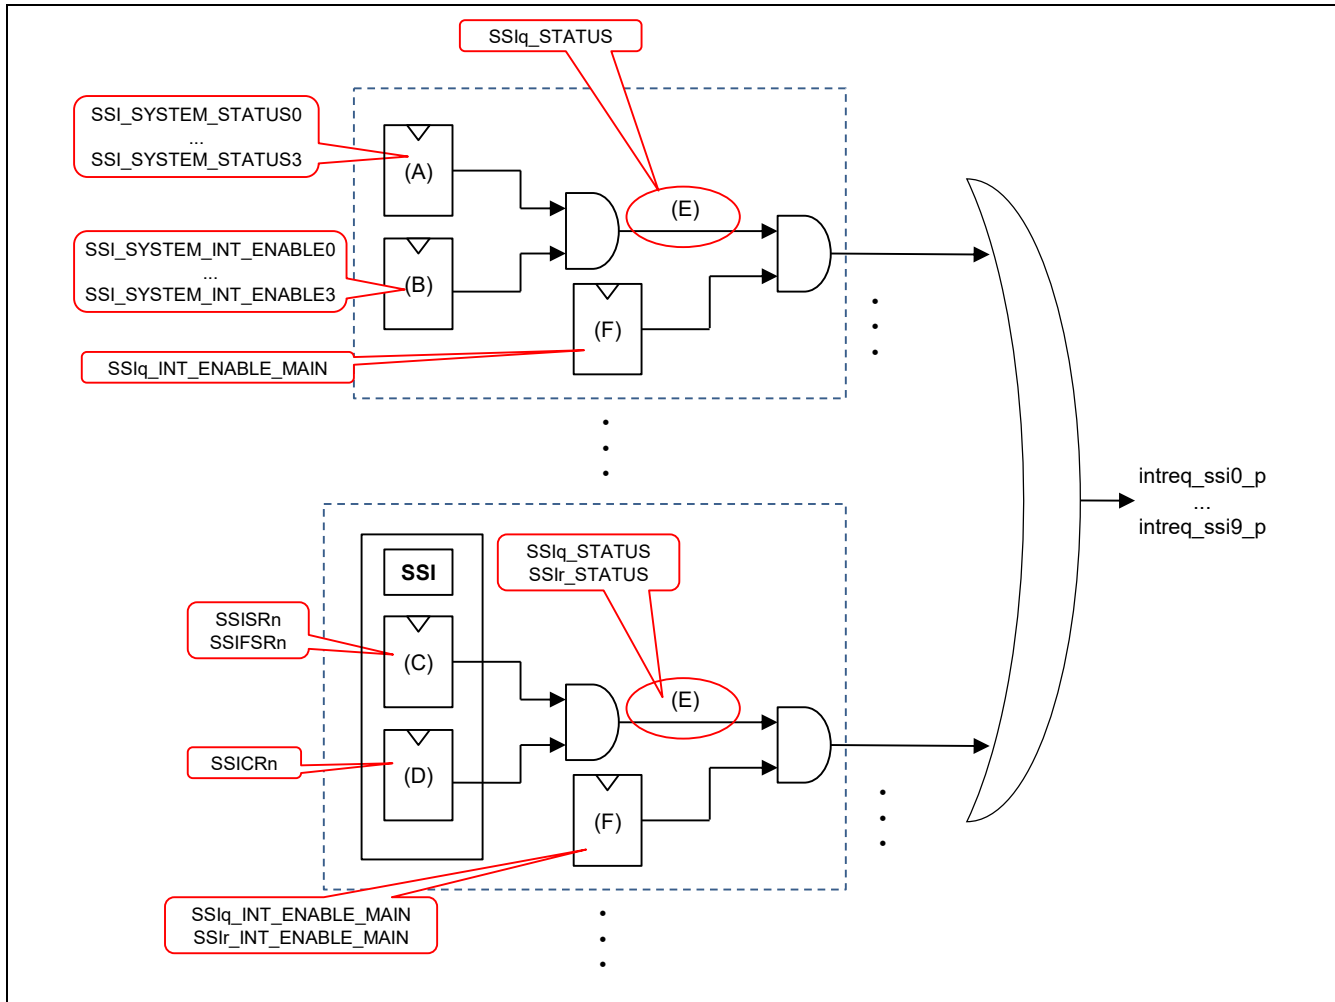 SSIq_STATUS
SSI_SYSTEM_STATUS0
...
SSI_SYSTEM_STATUS3
(A)
(E)
SSI_SYSTEM_INT_ENABLE0
...
SSI_SYSTEM_INT_ENABLE3
(B)
(F)
SSIq_INT_ENABLE_MAIN
intreq_ssi0_p
...
intreq_ssi9_p
SSI
SSIq_STATUS
SSIr_STATUS
SSISRn
SSIFSRn
(C)
(E)
SSICRn
(D)
(F)
SSIq_INT_ENABLE_MAIN
SSIr_INT_ENABLE_MAIN